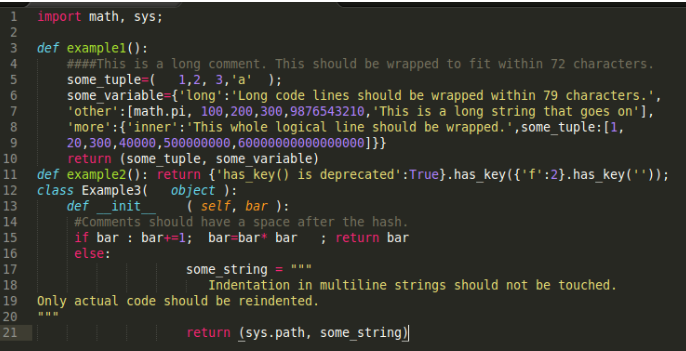 1 import math, sys;
2
3 def example1():
4     ####This is a long comment. This should be wrapped to fit within 72 characters.
5     some_tuple=(   1,2, 3,'a'  );
6     some_variable={'long':'Long code lines should be wrapped within 79 characters.',
7     'other':[math.pi, 100,200,300,9876543210,'This is a long string that goes on'],
8     'more':{'inner':'This whole logical line should be wrapped.',some_tuple:[1,
9     20,300,40000,500000000,60000000000000000]}}
10     return (some_tuple, some_variable)
11 def example2(): return {'has_key() is deprecated':True}.has_key({'f':2}.has_key(''));
12 class Example3(   object ):
13     def __init__    ( self, bar ):
14      #Comments should have a space after the hash.
15      if bar : bar+=1;  bar=bar* bar   ; return bar
16      else:
17                     some_string = """
18                        Indentation in multiline strings should not be touched.
19 Only actual code should be reindented.
20 """
21                     return (sys.path, some_string)